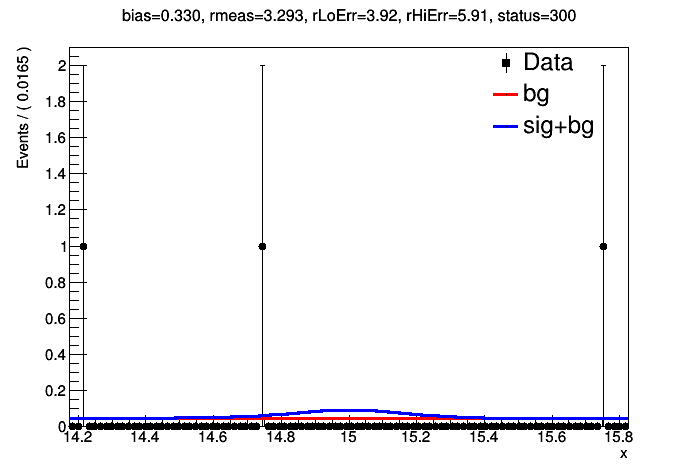 bias=0.330, rmeas=3.293, rLoErr=3.92, rHiErr=5.91, status=300
Events / ( 0.0165 )
Data
bg
sig+bg
2
1.8
1.6
1.4
1.2
1
0.8
0.6
0.4
0.2
0
14.2 14.4 14.6 14.8 15 15.2 15.4 15.6 15.8
x